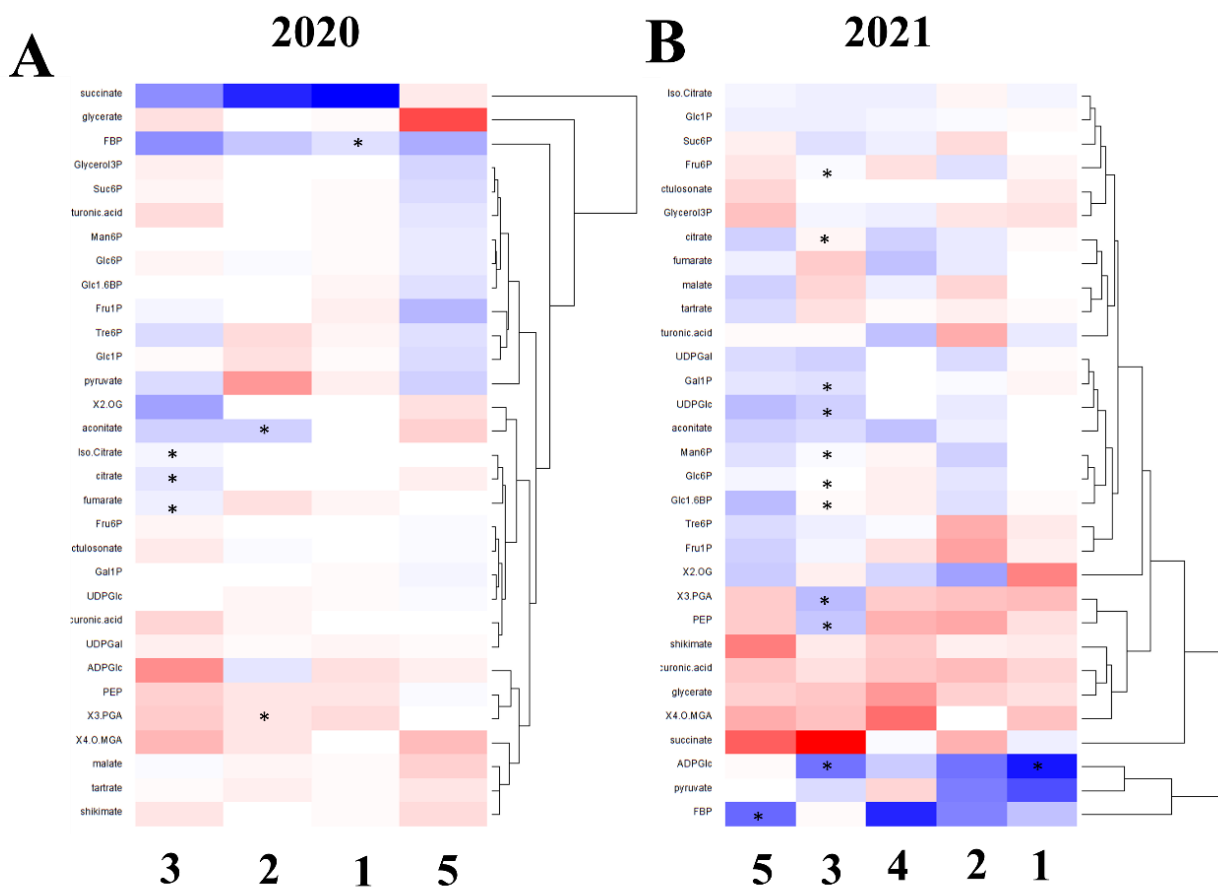 A
2020
succinate
glycerate
FBP
*
Glycerol3P
Suc6P
turonic.acid
Man6P
Glc6P
Glc1.6BP
Fru1P
Tre6P
Glc1P
pyruvate
X2.OG
aconitate
*
Iso.Citrate
*
citrate
*
fumarate
*
Fru6P
ctulosonate
Gal1P
UDPGlc
curonic.acid
UDPGal
ADPGlc
PEP
X3.PGA
*
X4.O.MGA
malate
tartrate
shikimate
3 2 1 5
B
2021
Iso.Citrate
Glc1P
Suc6P
Fru6P
*
ctulosonate
Glycerol3P
citrate
*
fumarate
malate
tartrate
turonic.acid
UDPGal
Gal1P
*
UDPGlc
*
aconitate
Man6P
*
Glc6P
*
Glc1.6BP
*
Tre6P
Fru1P
X2.OG
X3.PGA
*
PEP
*
shikimate
curonic.acid
glycerate
X4.O.MGA
succinate
ADPGlc
* *
pyruvate
FBP
*
5 3 4 2 1